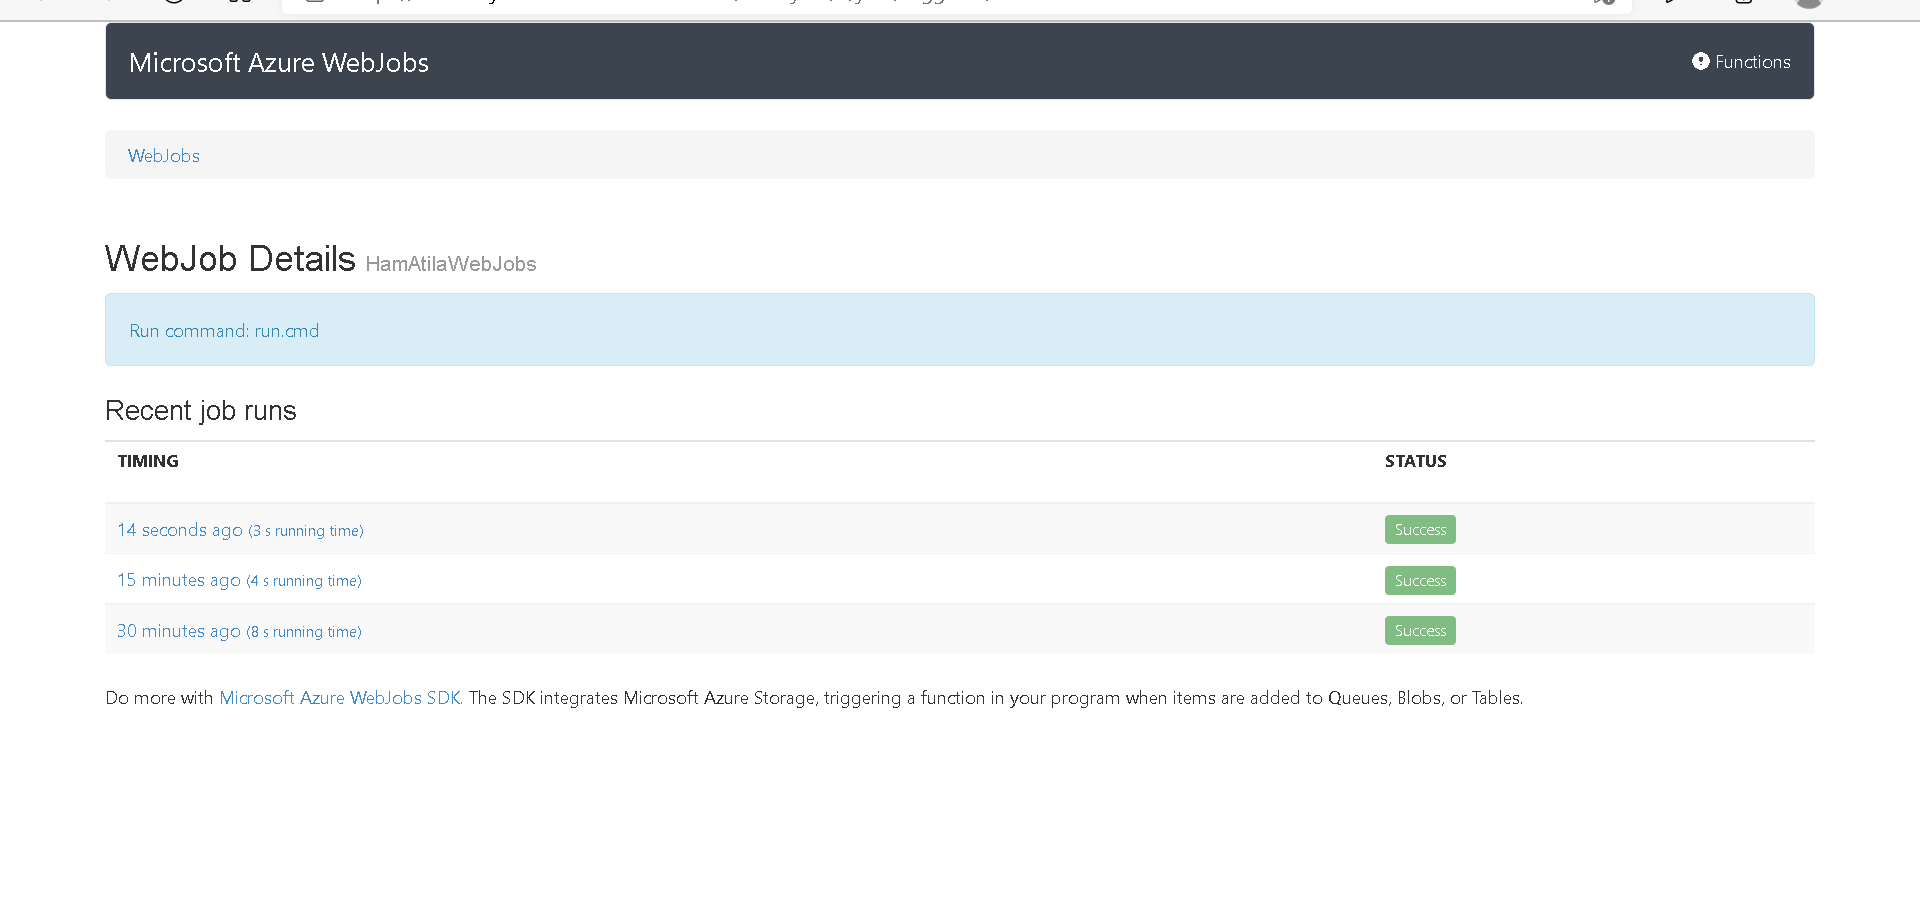 Microsoft Azure WebJobs
Functions
WebJobs
WebJob Details HamAtilaWebJobs
Run command: run.cmd
Recent job runs
TIMING STATUS
14 seconds ago (3 s running time) Success
15 minutes ago (4 s running time) Success
30 minutes ago (8 s running time) Success
Do more with Microsoft Azure WebJobs SDK. The SDK integrates Microsoft Azure Storage, triggering a function in your program when items are added to Queues, Blobs, or Tables.